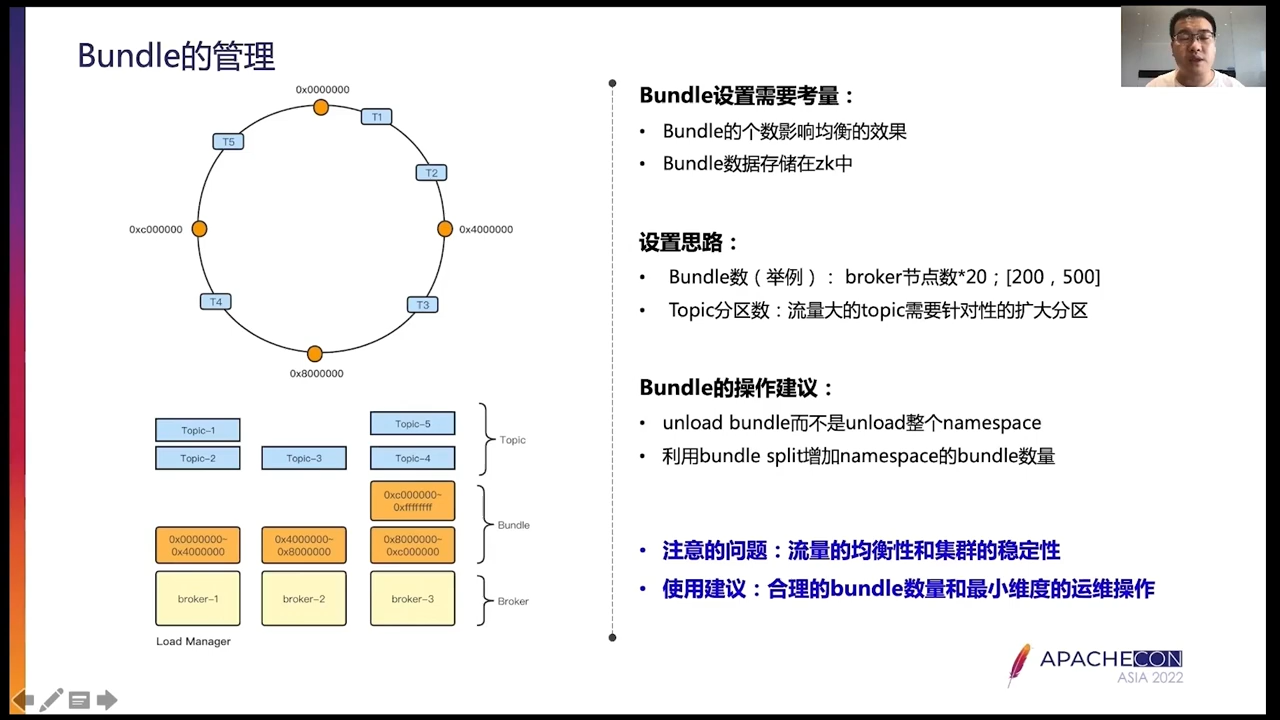 Bundle的管理
0x0000000
T1
T5
T2
0xc000000
0x4000000
T4
T3
0x8000000
Topic-1
Topic-5
Topic-2
Topic-3
Topic-4
Topic
0xc000000~
0xffffffff
0x0000000~
0x4000000
0x4000000~
0x8000000
0x8000000~
0xc000000
Bundle
broker-1
broker-2
broker-3
Broker
Load Manager
Bundle设置需要考量：
• Bundle的个数影响均衡的效果
• Bundle数据存储在zk中
设置思路：
• Bundle数（举例）：broker节点数*20；[200，500]
• Topic分区数：流量大的topic需要针对性的扩大分区
Bundle的操作建议：
• unload bundle而不是unload整个namespace
• 利用bundle split增加namespace的bundle数量
• 注意的问题：流量的均衡性和集群的稳定性
• 使用建议：合理的bundle数量和最小维度的运维操作
APACHECON
ASIA 2022